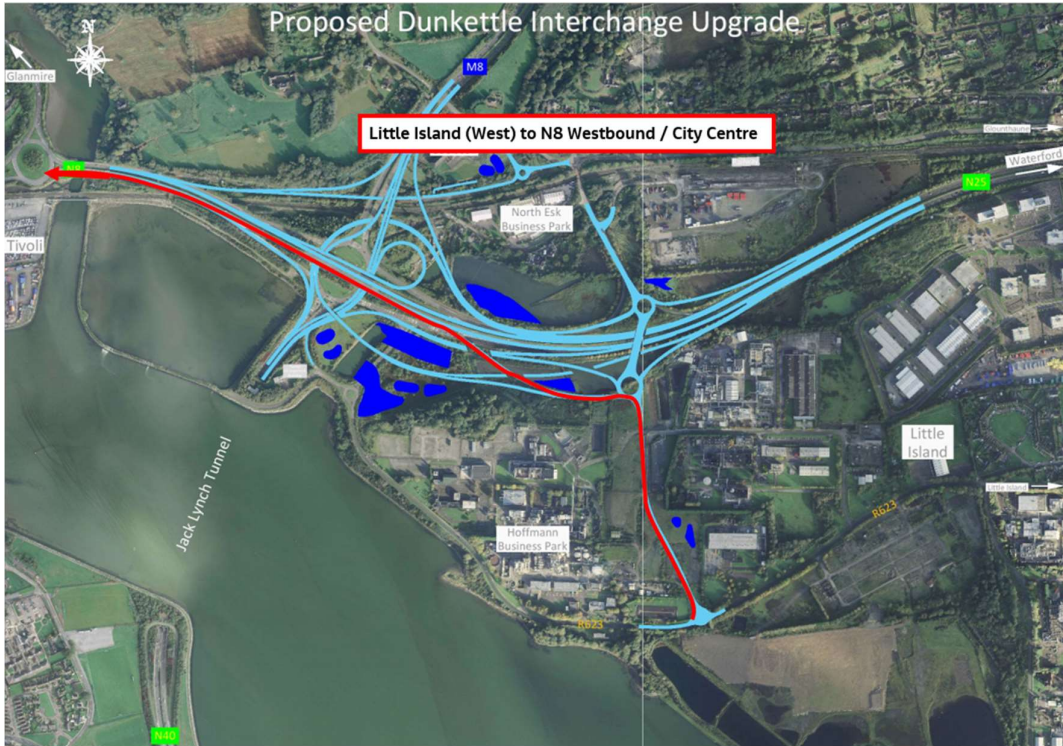 Proposed Dunkettle Interchange Upgrade
N
Glanmire
M8
Little Island (West) to N8 Westbound / City Centre
Glounthaune
Waterford
N8
N25
North Esk
Business Park
Tivoli
Jack Lynch Tunnel
Little
Island
Little Island
R623
Hoffmann
Business Park
R623
N40